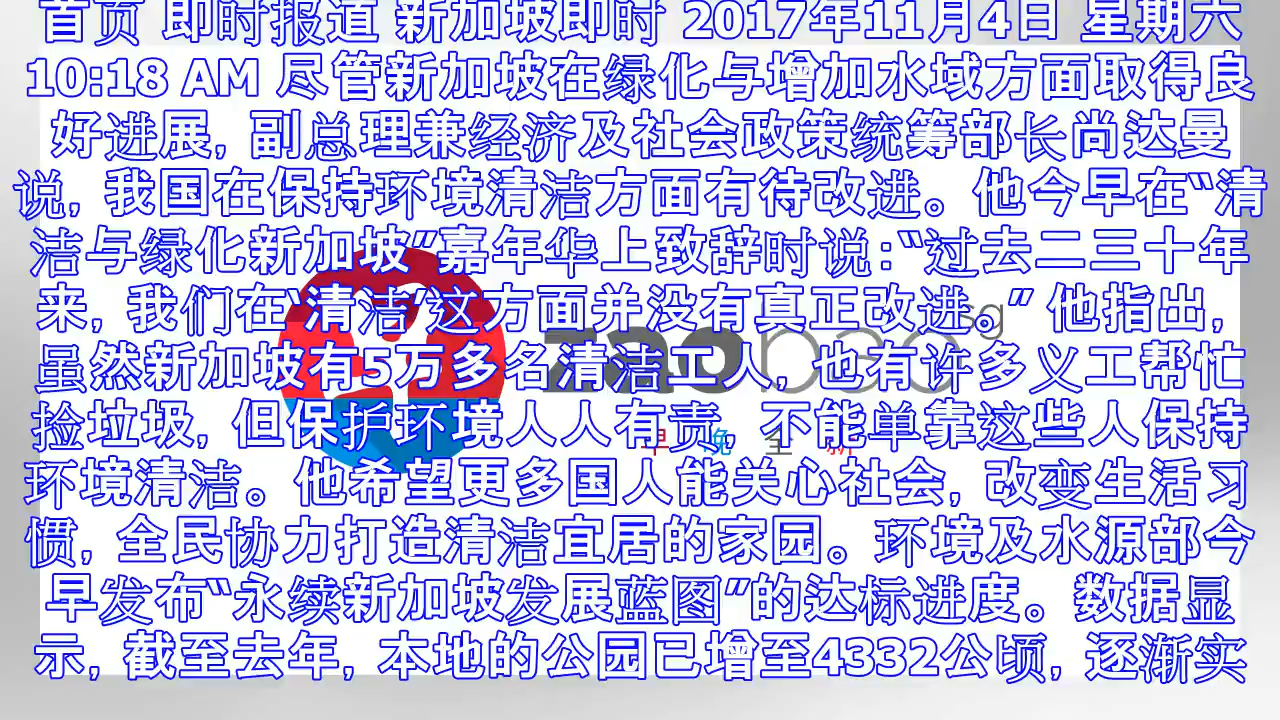 首页 即时报道 新加坡即时 2017年11月4日 星期六
10:18 AM 尽管新加坡在绿化与增加水域方面取得良
好进展, 副总理兼经济及社会政策统筹部长尚达曼
说, 我国在保持环境清洁方面有待改进。他今早在“清
洁与绿化新加坡”嘉年华上致辞时说：“过去二三十年
来, 我们在‘清洁’这方面并没有真正改进。” 他指出,
虽然新加坡有5万多名清洁工人, 也有许多义工帮忙
捡垃圾, 但保护环境人人有责, 不能单靠这些人保持
环境清洁。他希望更多国人能关心社会, 改变生活习
惯, 全民协力打造清洁宜居的家园。环境及水源部今
早发布“永续新加坡发展蓝图”的达标进度。数据显
示, 截至去年, 本地的公园已增至4332公顷, 逐渐实
zaobao.sg
早 晚 全 新